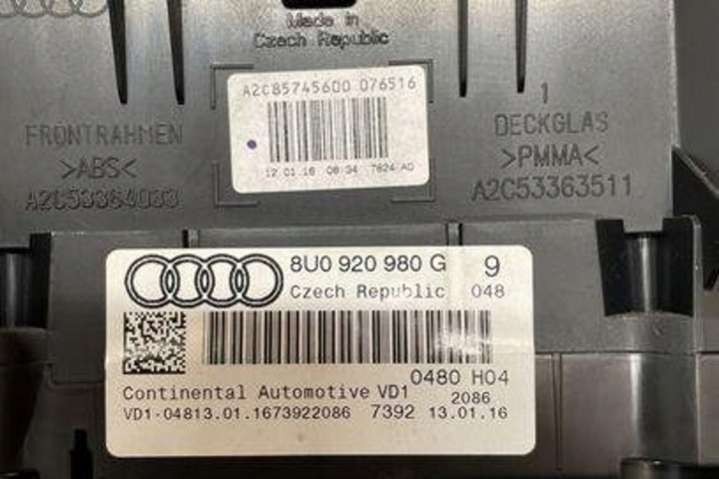 Made in
Czech Republic
A2C85745600 076516
12 01 16 08 34 7824 AD
FRONTRAHMEN
>ABS<
A2C53364033
1
DECKGLAS
>PMMA<
A2C53363511
8U0 920 980 G 9
Czech Republic 048
0480 H04
Continental Automotive VD1 2086
VD1-04813.01.1673922086 7392 13.01.16